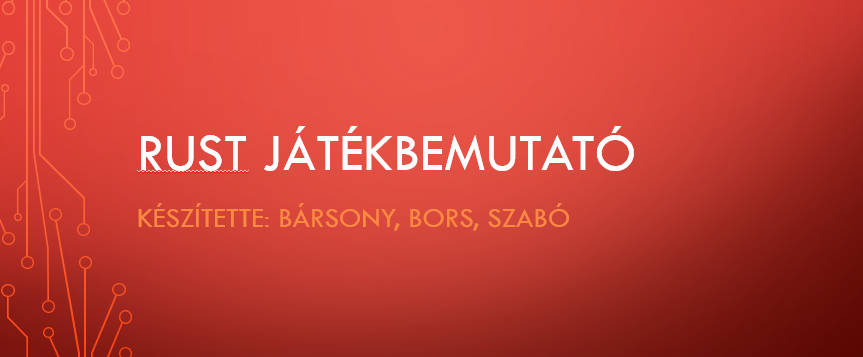 RUST JÁTÉKBEMUTATÓ
KÉSZÍTETTE: BÁRSONY, BORS, SZABÓ